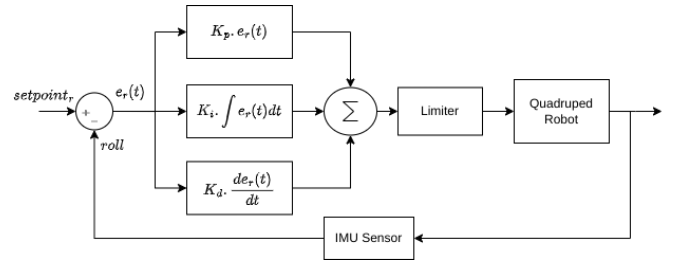 K_p. e_r(t)
setpoint_r
e_r(t)
+
−
K_i. ∫ e_r(t)dt
∑
Limiter
Quadruped
Robot
roll
K_d. de_r(t)/dt
IMU Sensor